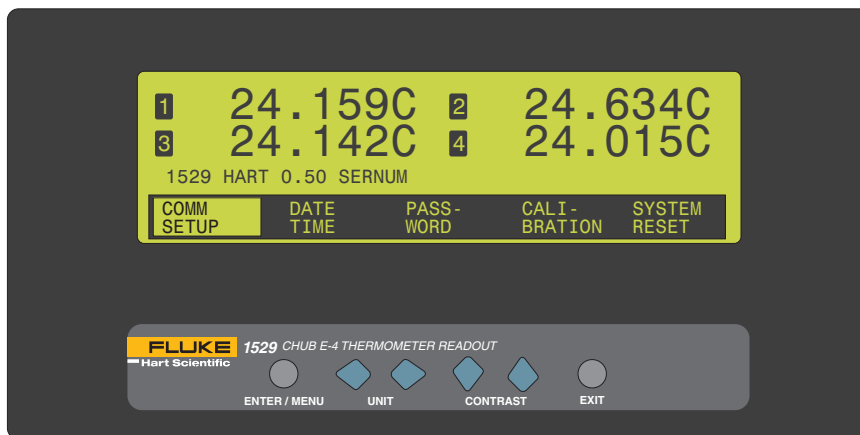 1 24.159C 2 24.634C
3 24.142C 4 24.015C
1529 HART 0.50 SERNUM
COMM DATE PASS- CALI- SYSTEM
SETUP TIME WORD BRATION RESET
FLUKE 1529 CHUB E-4 THERMOMETER READOUT
Hart Scientific
ENTER / MENU UNIT CONTRAST EXIT